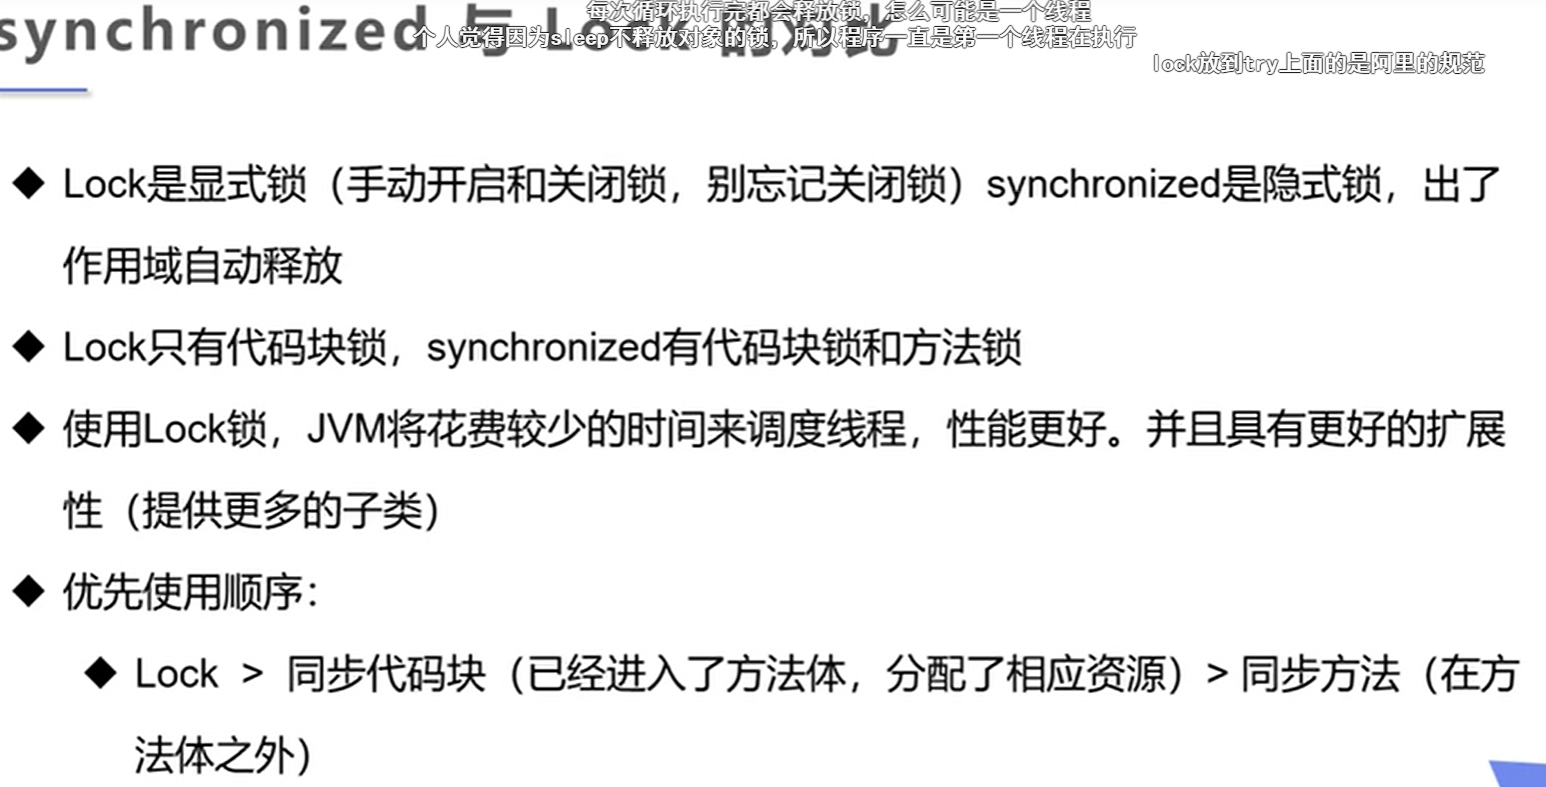 每次循环执行完都会释放锁，怎么可能是一个线程
synchronized 与 Lock 的对比
个人觉得因为sleep不释放对象的锁，所以程序一直是第一个线程在执行
lock放到try上面的是阿里的规范
◆ Lock是显式锁（手动开启和关闭锁，别忘记关闭锁）synchronized是隐式锁，出了
作用域自动释放
◆ Lock只有代码块锁，synchronized有代码块锁和方法锁
◆ 使用Lock锁，JVM将花费较少的时间来调度线程，性能更好。并且具有更好的扩展
性（提供更多的子类）
◆ 优先使用顺序：
◆ Lock > 同步代码块（已经进入了方法体，分配了相应资源）> 同步方法（在方
法体之外）